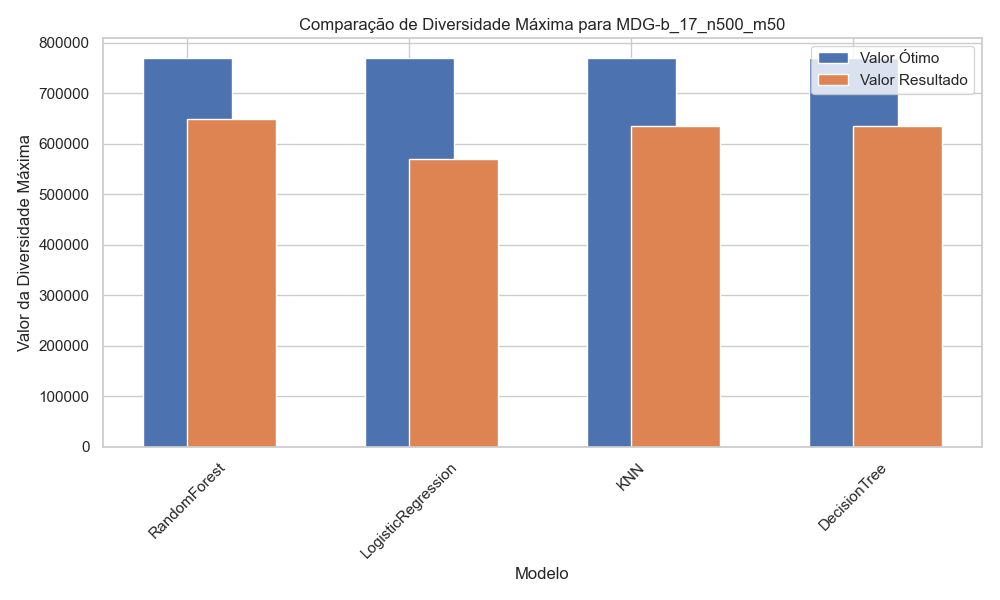 Comparação de Diversidade Máxima para MDG-b_17_n500_m50
Valor Ótimo
Valor Resultado
Valor da Diversidade Máxima
800000
700000
600000
500000
400000
300000
200000
100000
0
RandomForest
LogisticRegression
KNN
DecisionTree
Modelo